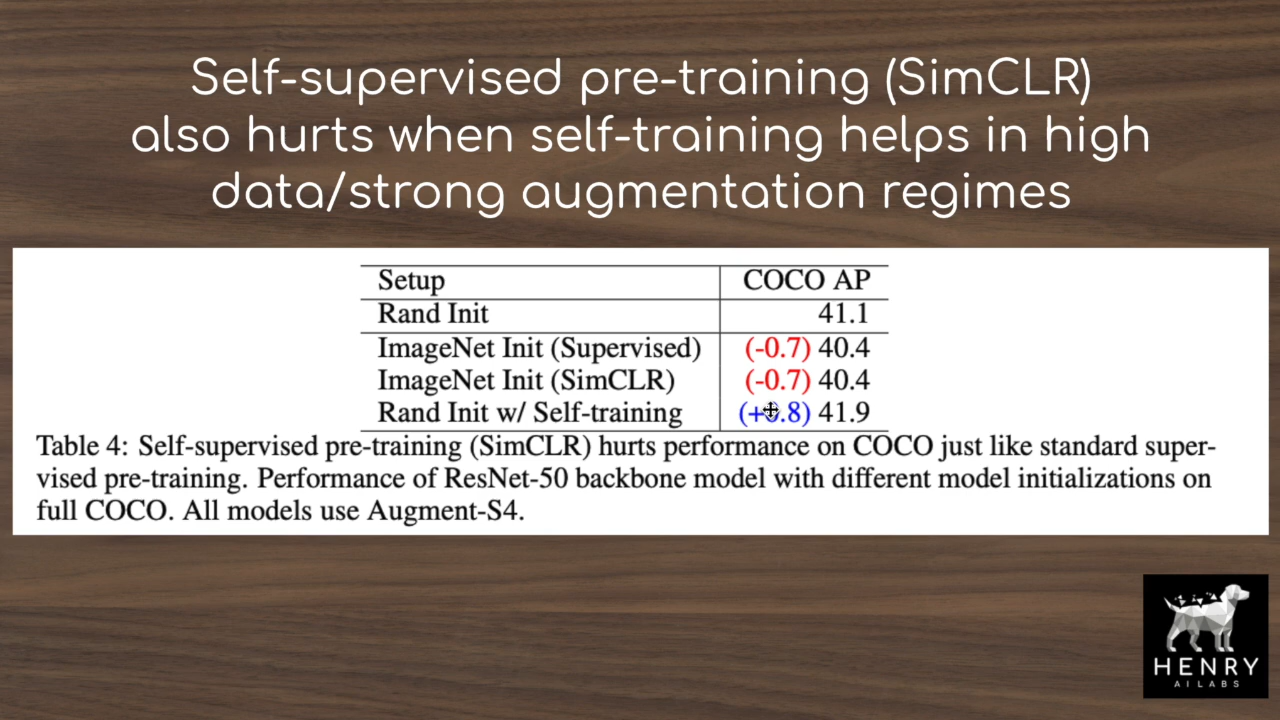 Self-supervised pre-training (SimCLR)
also hurts when self-training helps in high
data/strong augmentation regimes
Setup COCO AP
Rand Init 41.1
ImageNet Init (Supervised) (-0.7) 40.4
ImageNet Init (SimCLR) (-0.7) 40.4
Rand Init w/ Self-training (+0.8) 41.9
Table 4: Self-supervised pre-training (SimCLR) hurts performance on COCO just like standard super-
vised pre-training. Performance of ResNet-50 backbone model with different model initializations on
full COCO. All models use Augment-S4.
HENRY
AI LABS